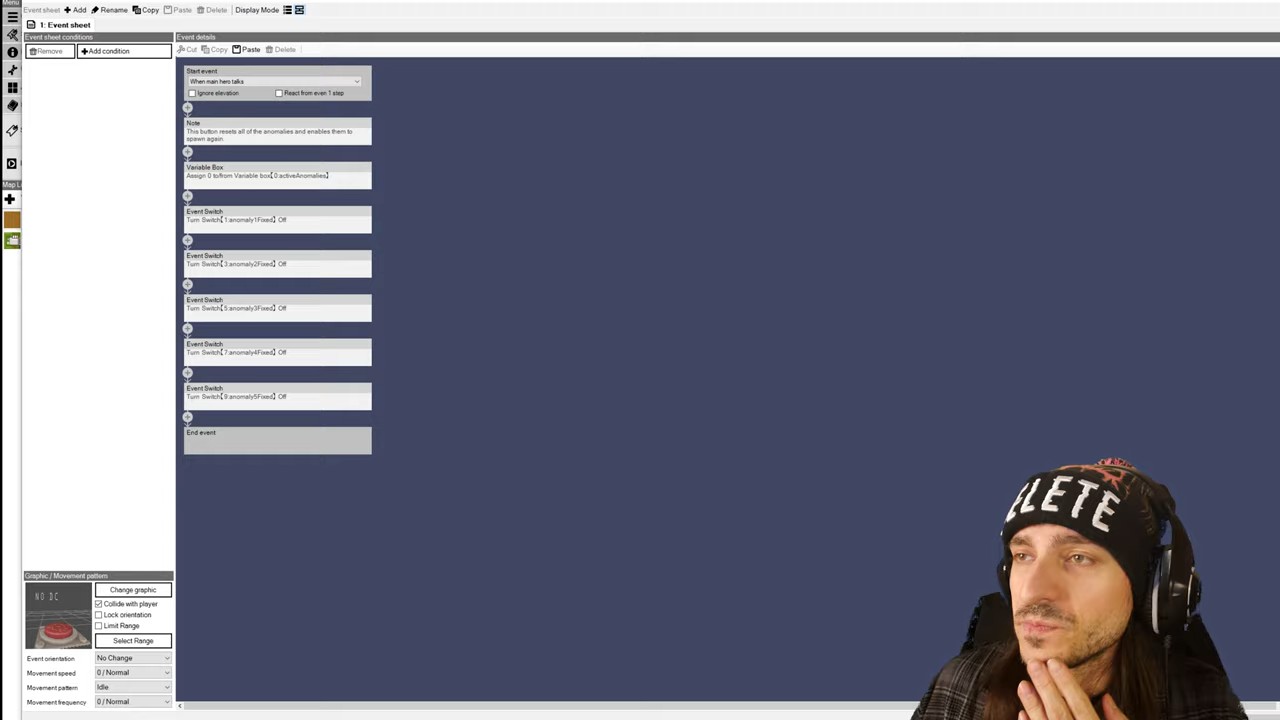 Menu
Event sheet Add Rename Copy Paste Delete Display Mode
1: Event sheet
Event sheet conditions
Remove Add condition
Event details
Cut Copy Paste Delete
Start event
When main hero talks
Ignore elevation React from even 1 step
Note
This button resets all of the anomalies and enables them to
spawn again
Variable Box
Assign 0 to/from Variable box【0:activeAnomalies】
Event Switch
Turn Switch【1:anomaly1Fixed】 Off
Event Switch
Turn Switch【3:anomaly2Fixed】 Off
Event Switch
Turn Switch【5:anomaly3Fixed】 Off
Event Switch
Turn Switch【7:anomaly4Fixed】 Off
Event Switch
Turn Switch【9:anomaly5Fixed】 Off
End event
Map L
Graphic / Movement pattern
NO DC
Change graphic
Collide with player
Lock orientation
Limit Range
Select Range
Event orientation No Change
Movement speed 0 / Normal
Movement pattern Idle
Movement frequency 0 / Normal
ELETE